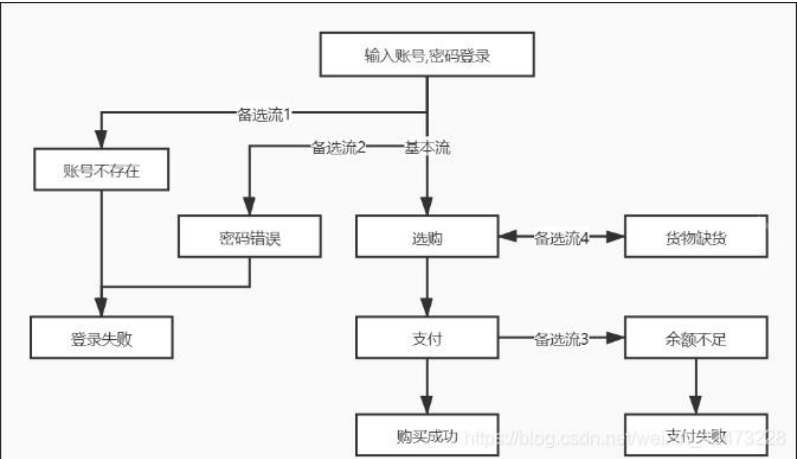 输入账号,密码登录
备选流1
备选流2
基本流
账号不存在
密码错误
选购
备选流4
货物缺货
登录失败
支付
备选流3
余额不足
购买成功
支付失败